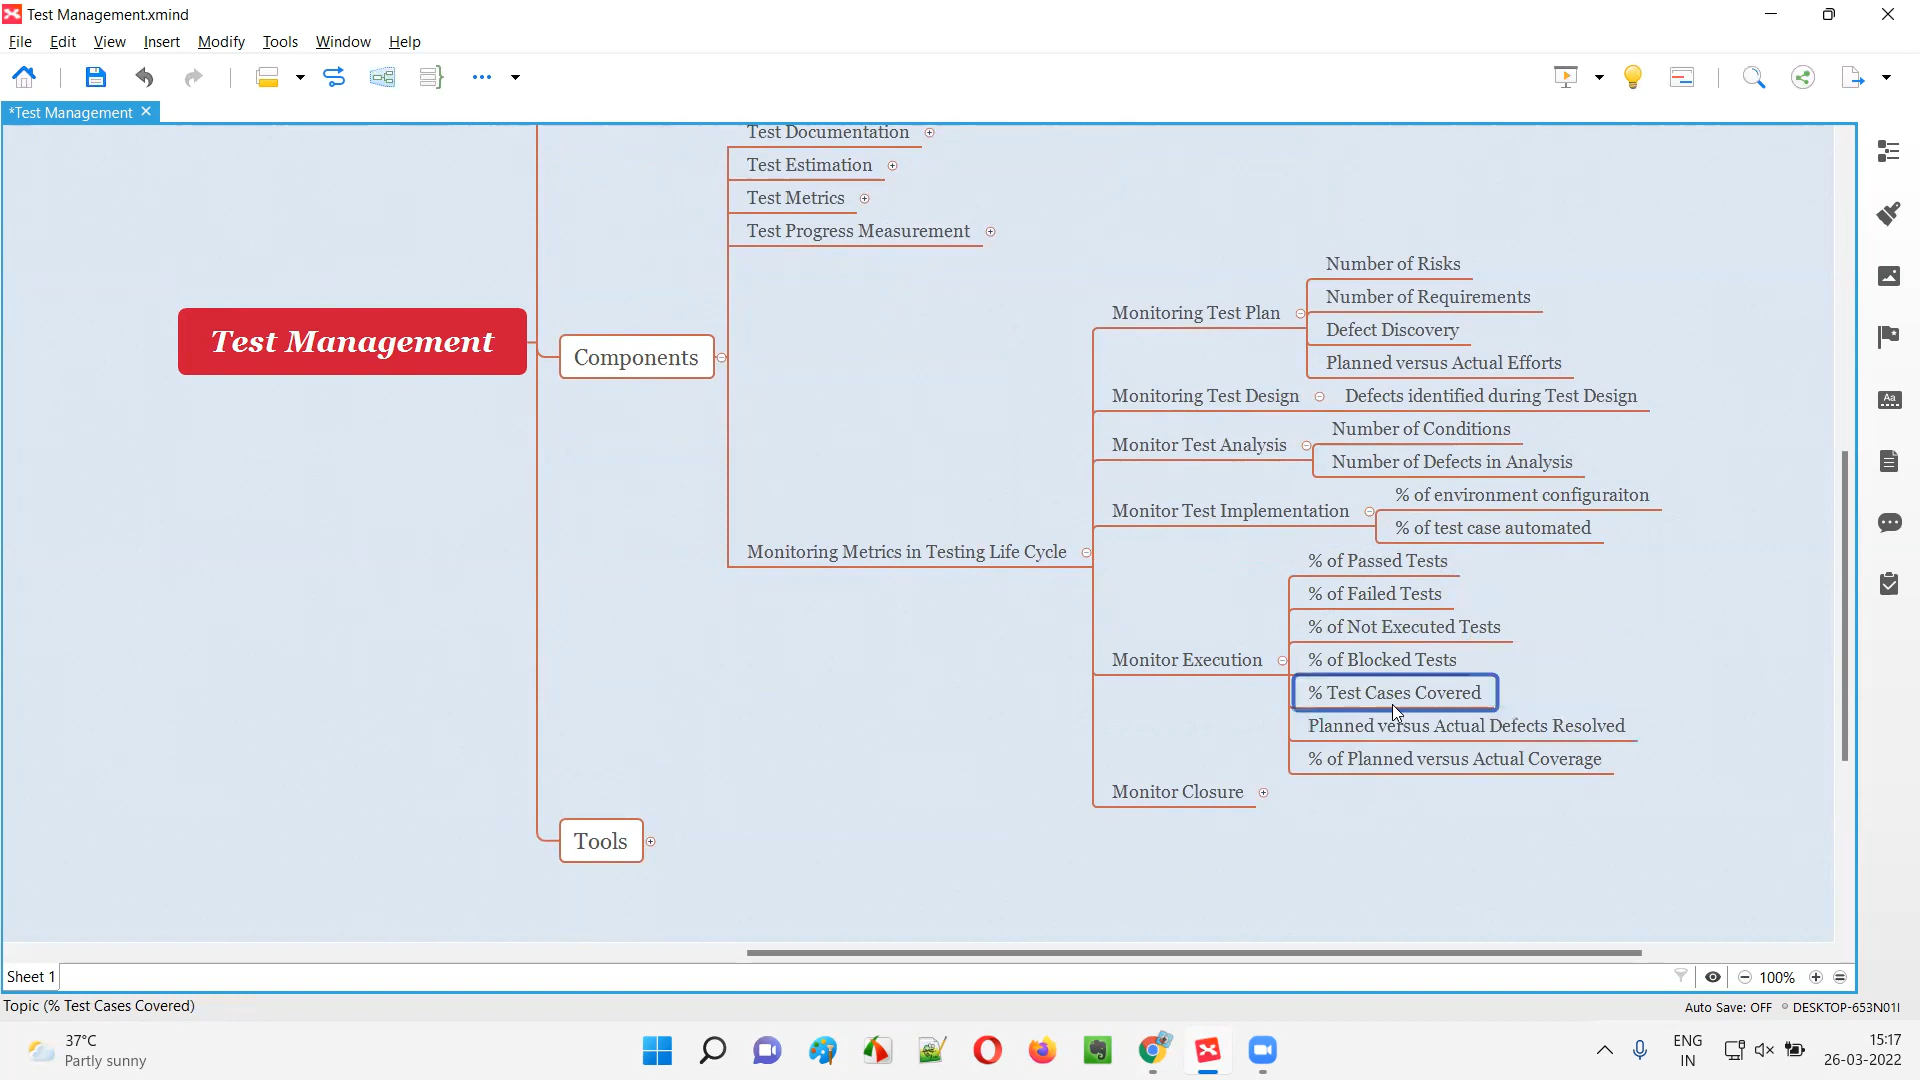 Test Management.xmind
File Edit View Insert Modify Tools Window Help
*Test Management
Test Documentation
Test Estimation
Test Metrics
Test Progress Measurement
Number of Risks
Monitoring Test Plan
Number of Requirements
Defect Discovery
Test Management
Components
Planned versus Actual Efforts
Monitoring Test Design
Defects identified during Test Design
Number of Conditions
Monitor Test Analysis
Number of Defects in Analysis
% of environment configuraiton
Monitor Test Implementation
% of test case automated
Monitoring Metrics in Testing Life Cycle
% of Passed Tests
% of Failed Tests
% of Not Executed Tests
Monitor Execution
% of Blocked Tests
% Test Cases Covered
Planned versus Actual Defects Resolved
% of Planned versus Actual Coverage
Monitor Closure
Tools
Sheet 1
100%
Topic (% Test Cases Covered)
Auto Save: OFF
DESKTOP-653N01I
37°C
Partly sunny
ENG
IN
15:17
26-03-2022
Aa